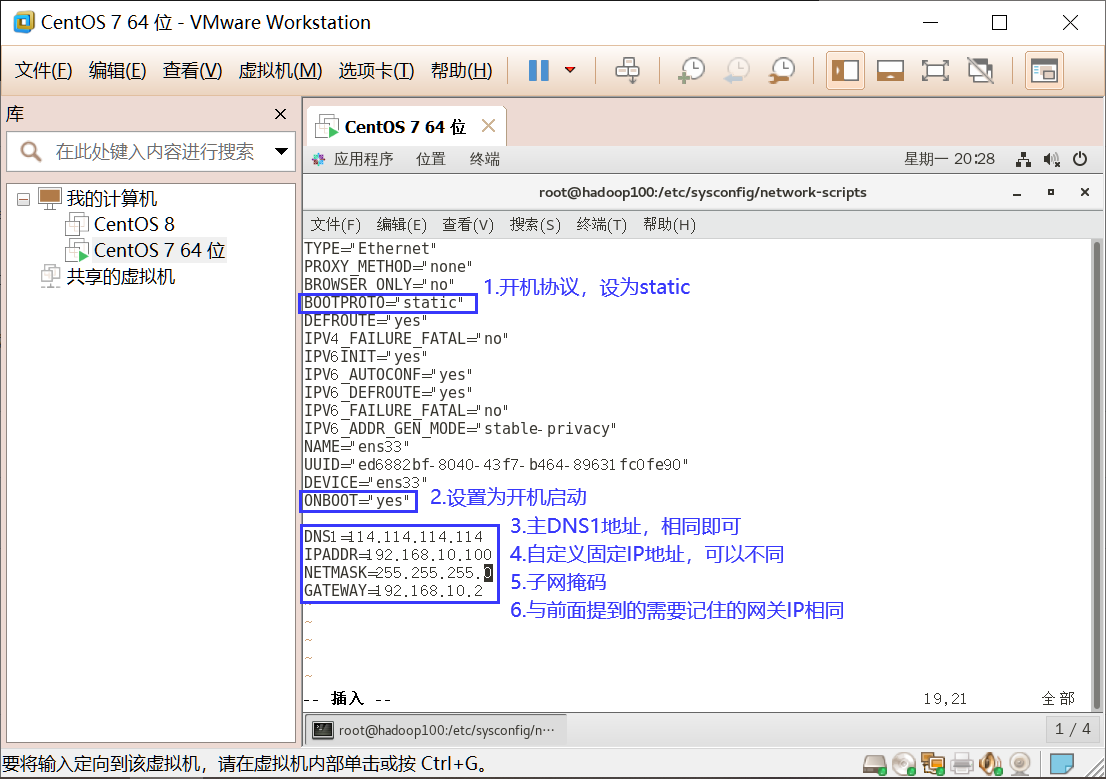 CentOS 7 64 位 - VMware Workstation
文件(F) 编辑(E) 查看(V) 虚拟机(M) 选项卡(T) 帮助(H)
库
在此处键入内容进行搜索
我的计算机
CentOS 8
CentOS 7 64 位
共享的虚拟机
CentOS 7 64 位
应用程序 位置 终端 星期一 20:28
root@hadoop100:/etc/sysconfig/network-scripts
文件(F) 编辑(E) 查看(V) 搜索(S) 终端(T) 帮助(H)
TYPE="Ethernet"
PROXY_METHOD="none"
BROWSER_ONLY="no"
1.开机协议，设为static
BOOTPROTO="static"
DEFROUTE="yes"
IPV4_FAILURE_FATAL="no"
IPV6INIT="yes"
IPV6_AUTOCONF="yes"
IPV6_DEFROUTE="yes"
IPV6_FAILURE_FATAL="no"
IPV6_ADDR_GEN_MODE="stable-privacy"
NAME="ens33"
UUID="ed6882bf-8040-43f7-b464-89631fc0fe90"
DEVICE="ens33"
ONBOOT="yes" 2.设置为开机启动
3.主DNS1地址，相同即可
DNS1=114.114.114.114
IPADDR=192.168.10.100 4.自定义固定IP地址，可以不同
NETMASK=255.255.255.0 5.子网掩码
GATEWAY=192.168.10.2
6.与前面提到的需要记住的网关IP相同
~
~
~
~
~
-- 插入 -- 19,21 全部
root@hadoop100:/etc/sysconfig/n··· 1 / 4
要将输入定向到该虚拟机，请在虚拟机内部单击或按 Ctrl+G。